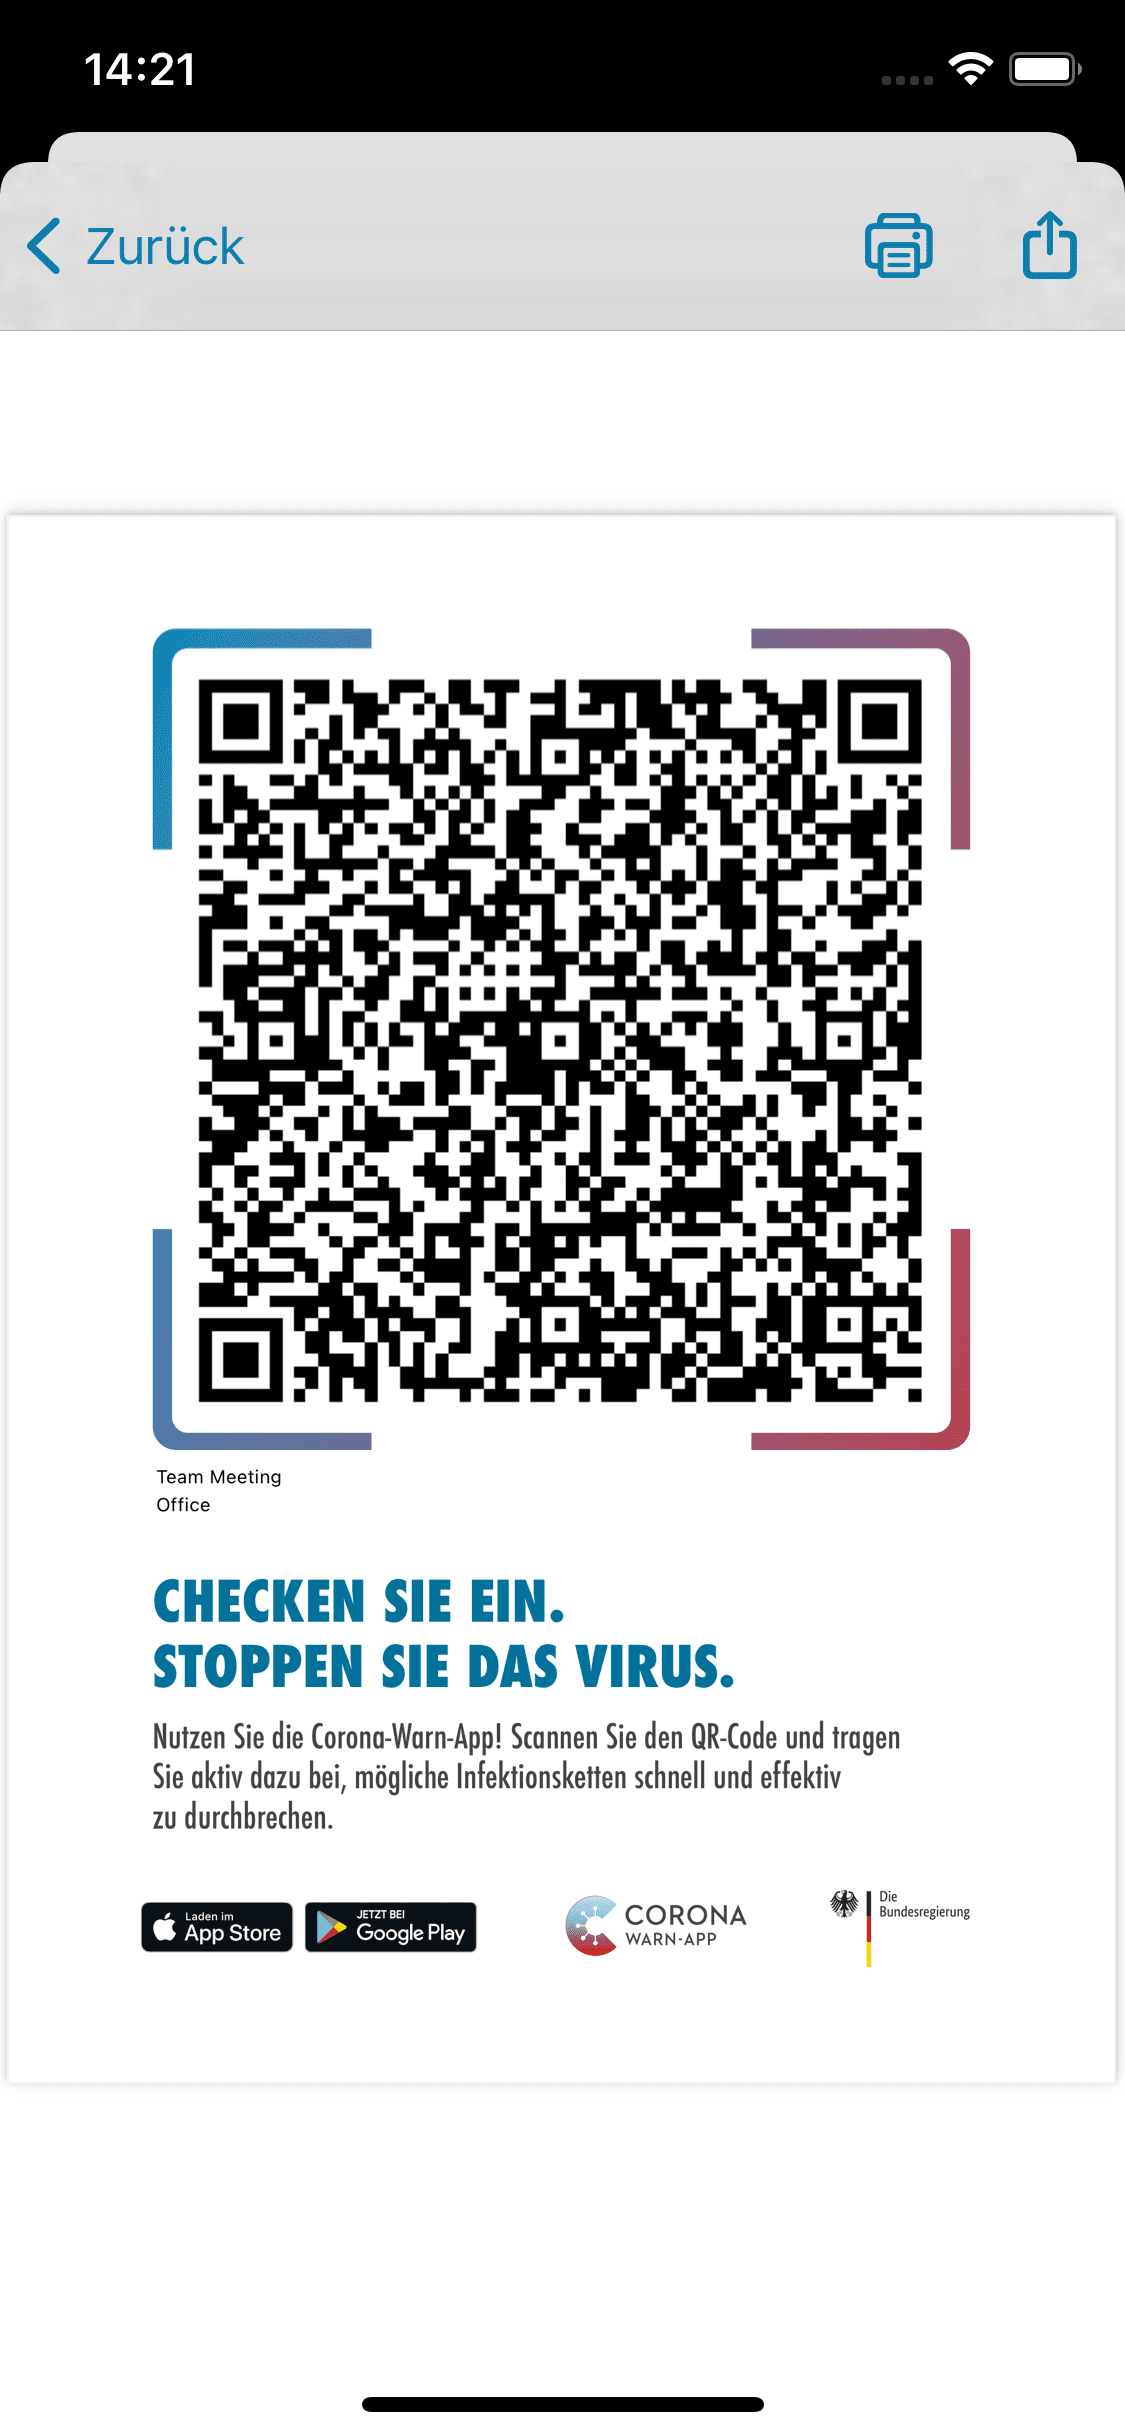 14:21
Zurück
Team Meeting
Office
CHECKEN SIE EIN.
STOPPEN SIE DAS VIRUS.
Nutzen Sie die Corona-Warn-App! Scannen Sie den QR-Code und tragen
Sie aktiv dazu bei, mögliche Infektionsketten schnell und effektiv
zu durchbrechen.
Laden im
App Store
JETZT BEI
Google Play
CORONA
WARN-APP
Die
Bundesregierung